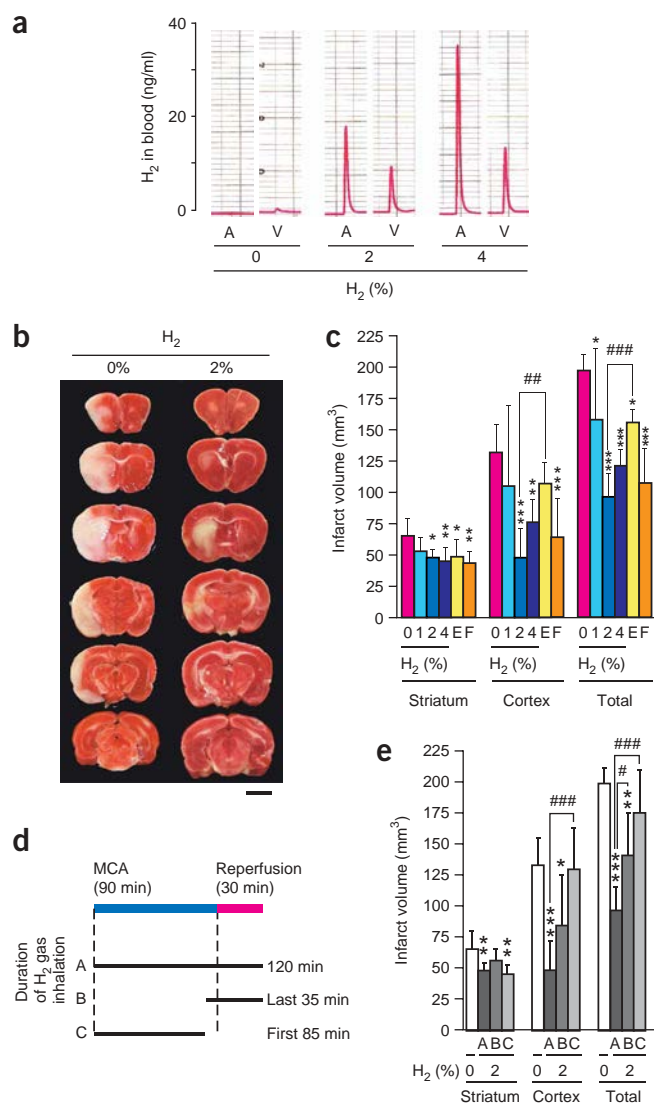 a
H2 in blood (ng/ml)
40
20
0
A V A V A V
0 2 4
H2 (%)
b
H2
0% 2%
c
Infarct volume (mm3)
225
200
175
150
125
100
75
50
25
0
##
###
* ** * **
*** ** ***
* *** *** * ***
0 1 2 4 E F 0 1 2 4 E F 0 1 2 4 E F
H2 (%) H2 (%) H2 (%)
Striatum Cortex Total
d
MCA (90 min) Reperfusion (30 min)
Duration of H2 gas inhalation
A 120 min
B Last 35 min
C First 85 min
e
Infarct volume (mm3)
225
200
175
150
125
100
75
50
25
0
###
###
#
** **
*** *
*** **
A B C A B C A B C
H2 (%) 0 2 0 2 0 2
Striatum Cortex Total